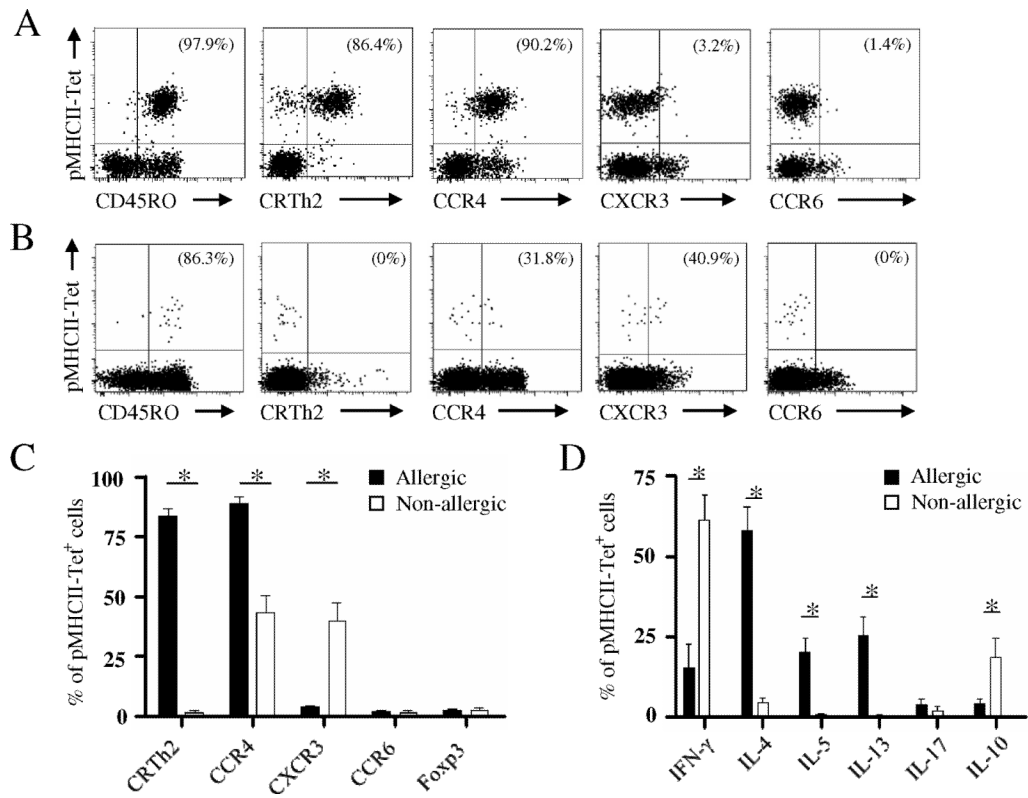 A
pMHCII-Tet
(97.9%) (86.4%) (90.2%) (3.2%) (1.4%)
CD45RO CRTh2 CCR4 CXCR3 CCR6
B
pMHCII-Tet
(86.3%) (0%) (31.8%) (40.9%) (0%)
CD45RO CRTh2 CCR4 CXCR3 CCR6
C
% of pMHCII-Tet⁺ cells
100
75
50
25
0
* * *
Allergic
Non-allergic
CRTh2 CCR4 CXCR3 CCR6 Foxp3
D
% of pMHCII-Tet⁺ cells
75
50
25
0
* * * * *
Allergic
Non-allergic
IFN-γ IL-4 IL-5 IL-13 IL-17 IL-10